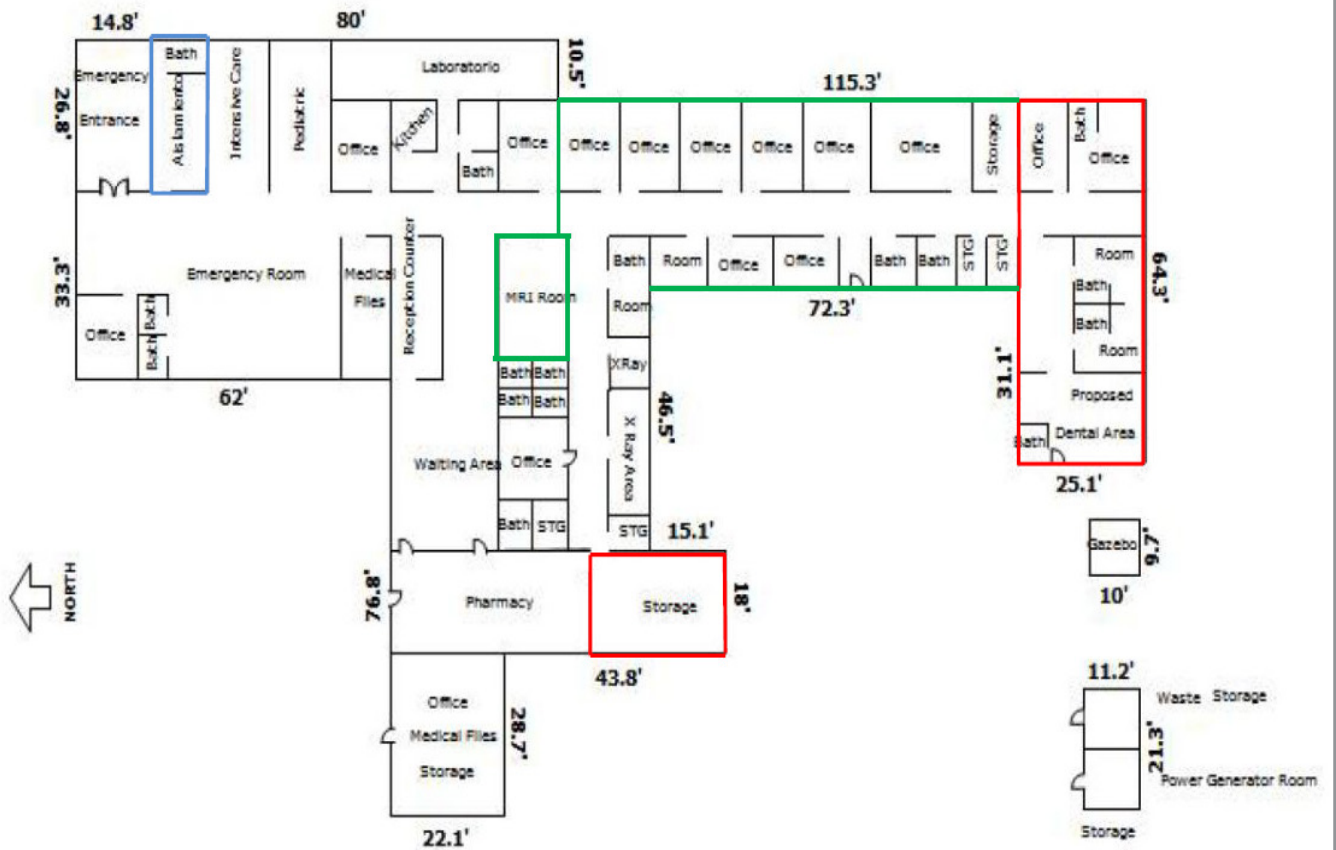 14.8'
80'
Bath
Emergency
Entrance
26.8'
Aislamiento
Intensive Care
Pediatric
Laboratorio
10.5'
115.3'
Office
Kitchen
Bath
Office
Office
Office
Office
Office
Office
Office
Storage
Office
Bath
Office
33.3'
Emergency Room
Medical
Files
Reception Counter
MRI Room
Bath
Room
Office
Office
Bath
Bath
STG
STG
Room
Bath
Bath
Room
64.3'
Office
Bath
Bath
Room
72.3'
62'
XRay
Bath
Bath
Bath
Bath
46.5'
31.1'
Proposed
Dental Area
Bath
25.1'
Waiting Area
Office
X Ray Area
Bath
STG
STG
15.1'
NORTH
76.8'
Pharmacy
Storage
18'
43.8'
Gazebo
9.7'
10'
Office
Medical Files
Storage
28.7'
22.1'
11.2'
Waste Storage
21.3'
Power Generator Room
Storage